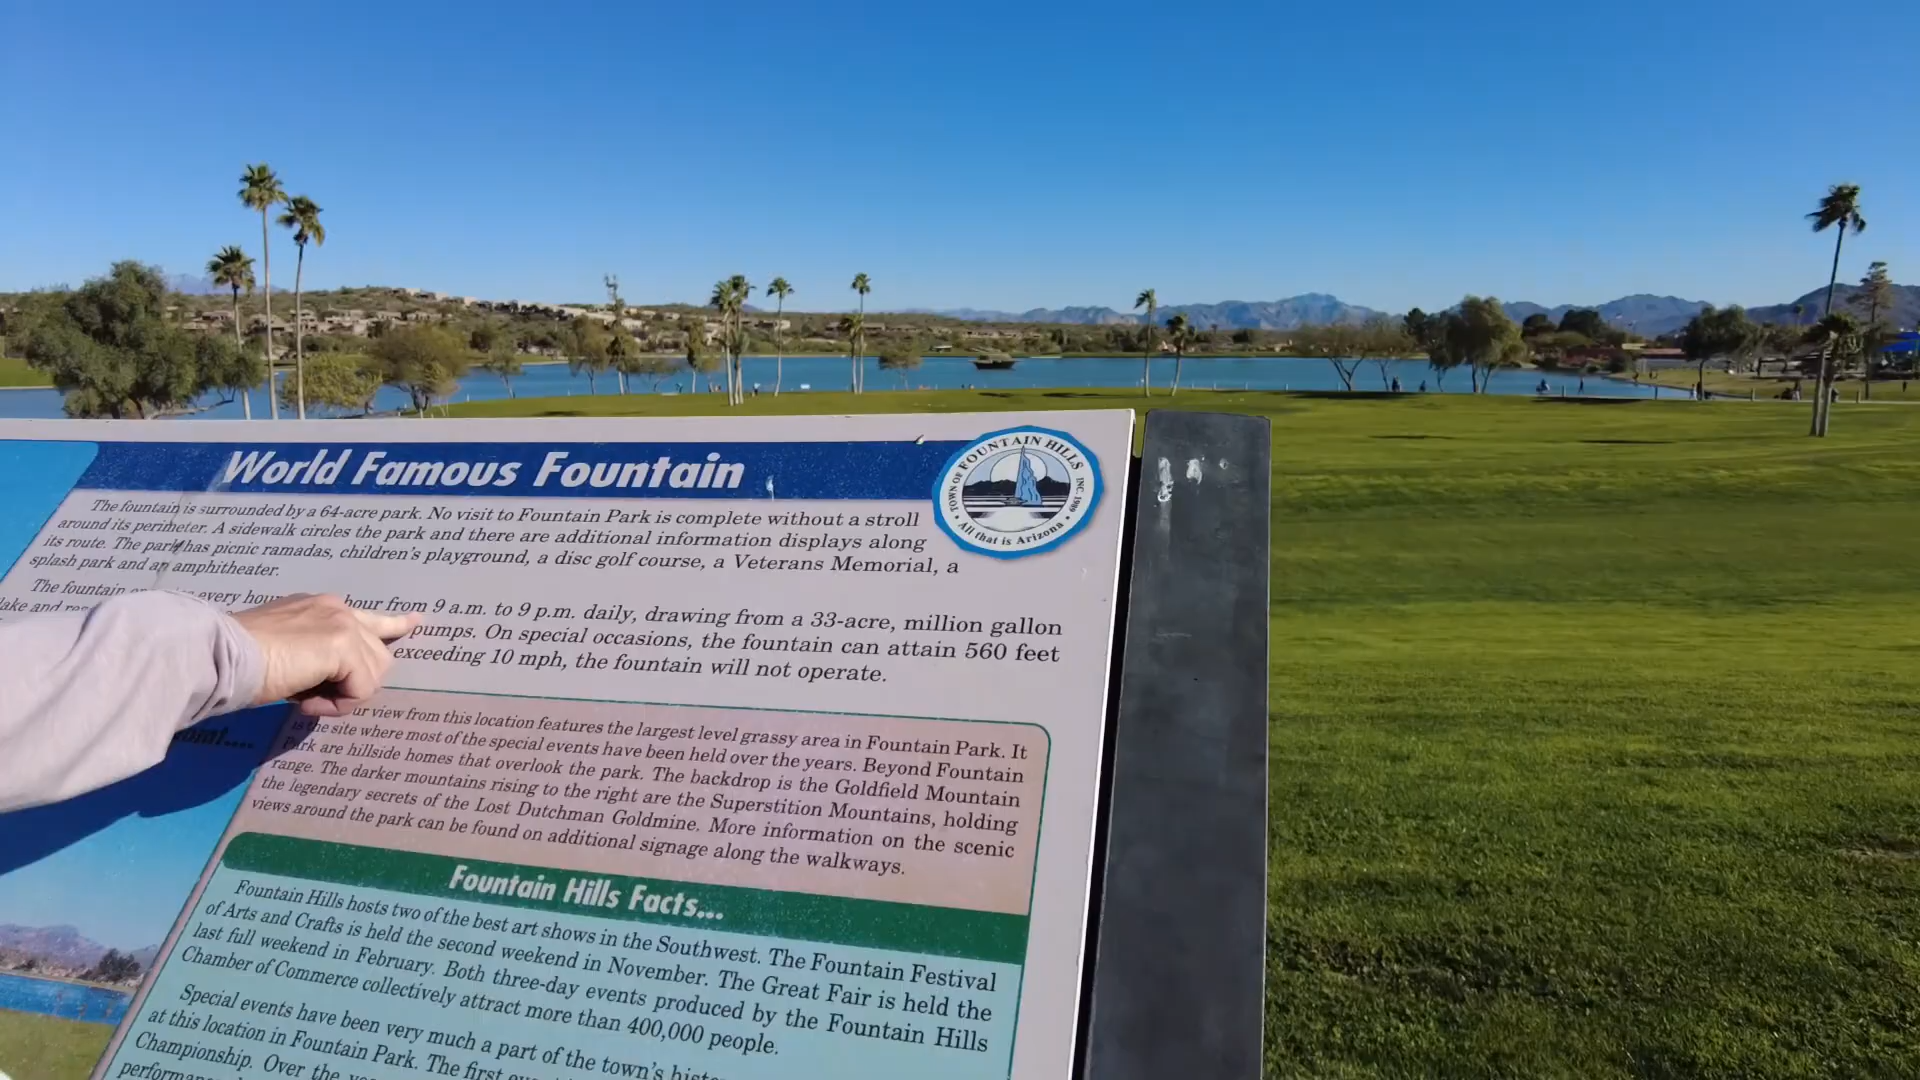 World Famous Fountain
TOWN OF FOUNTAIN HILLS INC. 1989
All that is Arizona
The fountain is surrounded by a 64-acre park. No visit to Fountain Park is complete without a stroll
around its perimeter. A sidewalk circles the park and there are additional information displays along
its route. The park has picnic ramadas, children's playground, a disc golf course, a Veterans Memorial, a
splash park and an amphitheater.
The fountain every hour hour from 9 a.m. to 9 p.m. daily, drawing from a 33-acre, million gallon
lake and pumps. On special occasions, the fountain can attain 560 feet
exceeding 10 mph, the fountain will not operate.
view from this location features the largest level grassy area in Fountain Park. It
is the site where most of the special events have been held over the years. Beyond Fountain
Park are hillside homes that overlook the park. The backdrop is the Goldfield Mountain
range. The darker mountains rising to the right are the Superstition Mountains, holding
the legendary secrets of the Lost Dutchman Goldmine. More information on the scenic
views around the park can be found on additional signage along the walkways.
Fountain Hills Facts...
Fountain Hills hosts two of the best art shows in the Southwest. The Fountain Festival
of Arts and Crafts is held the second weekend in November. The Great Fair is held the
last full weekend in February. Both three-day events produced by the Fountain Hills
Chamber of Commerce collectively attract more than 400,000 people.
Special events have been very much a part of the town's
at this location in Fountain Park. The first
Championship. Over the